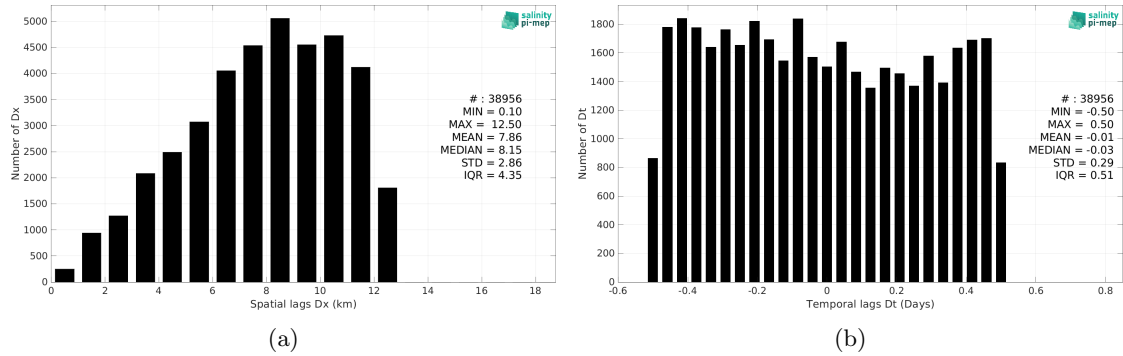 salinity
pi-mep
5000
4500
4000
3500
3000
2500
2000
1500
1000
500
0
Number of Dx
# : 38956
MIN = 0.10
MAX = 12.50
MEAN = 7.86
MEDIAN = 8.15
STD = 2.86
IQR = 4.35
0 2 4 6 8 10 12 14 16 18
Spatial lags Dx (km)
(a)
salinity
pi-mep
1800
1600
1400
1200
1000
800
600
400
200
0
Number of Dt
# : 38956
MIN = -0.50
MAX = 0.50
MEAN = -0.01
MEDIAN = -0.03
STD = 0.29
IQR = 0.51
-0.6 -0.4 -0.2 0 0.2 0.4 0.6 0.8
Temporal lags Dt (Days)
(b)